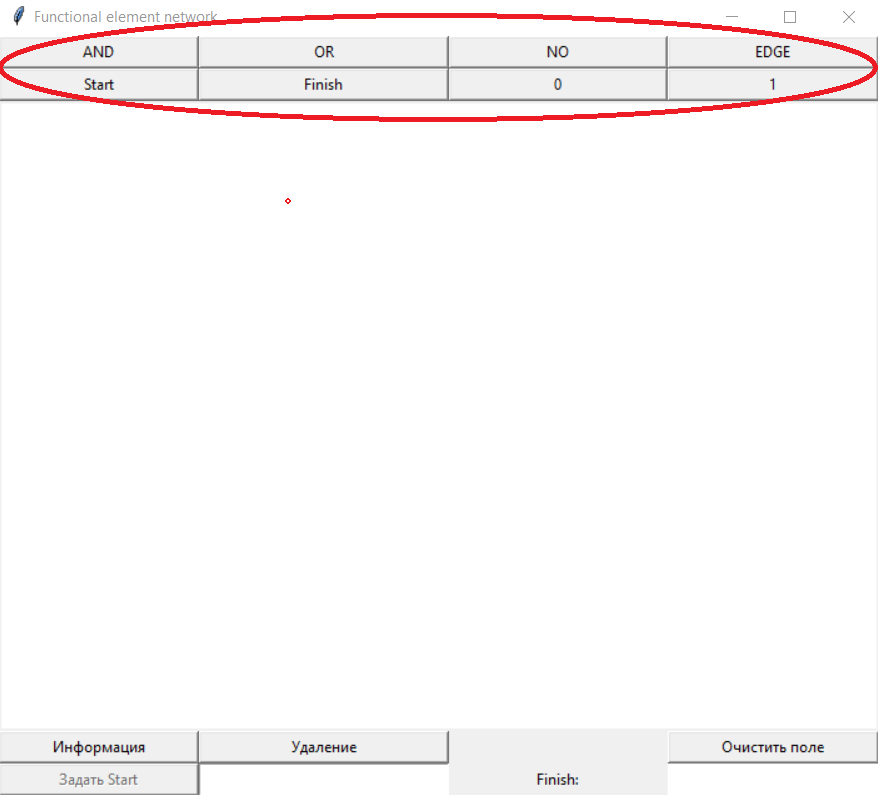 Functional element network
AND OR NO EDGE
Start Finish 0 1
Информация Удаление Очистить поле
Задать Start Finish: